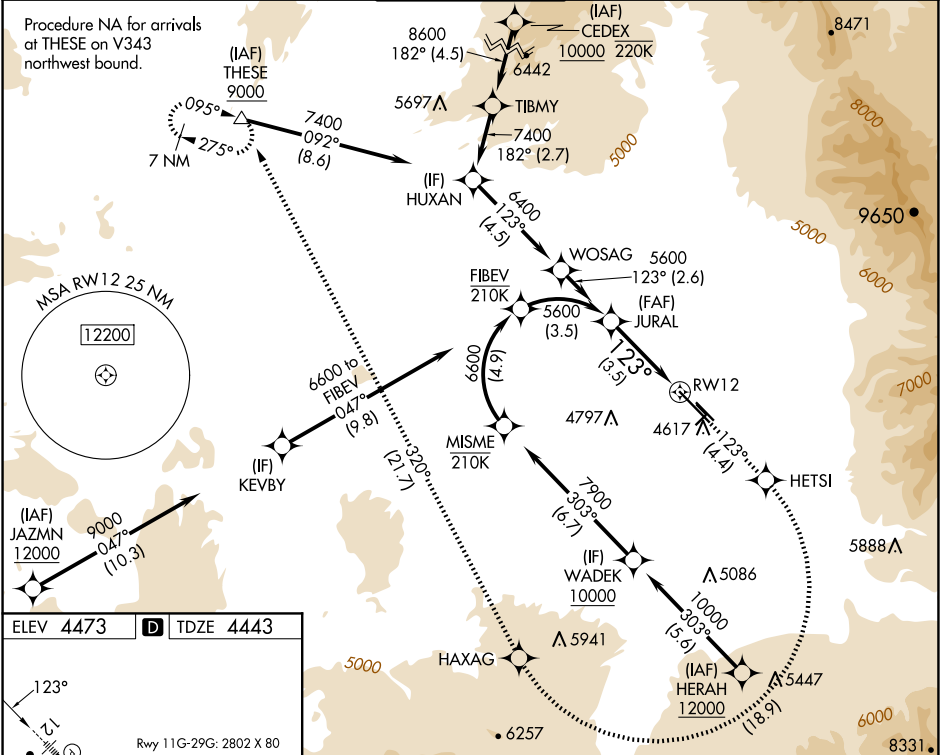 Procedure NA for arrivals
at THESE on V343
northwest bound.
(IAF)
THESE
9000
095°
275°
7 NM
7400
092°
(8.6)
8600
182° (4.5)
(IAF)
CEDEX
10000 220K
6442
5697
TIBMY
7400
182° (2.7)
5000
8471
8000
9650
5000
6000
7000
(IF)
HUXAN
6400
123°
(4.5)
WOSAG
5600
123° (2.6)
FIBEV
210K
5600
(3.5)
(FAF)
JURAL
123°
(3.5)
RW12
MSA RW12 25 NM
12200
6600 to
FIBEV
047°
(9.8)
6600
(4.9)
MISME
210K
4797
4617
123°
(4.4)
HETSI
(IF)
KEVBY
320°
(21.7)
7900
303°
(6.7)
(IAF)
JAZMN
12000
9000
047°
(10.3)
(IF)
WADEK
10000
5086
5888
10000
303°
(5.6)
ELEV 4473 D TDZE 4443
5000
HAXAG
5941
(IAF)
HERAH
12000
5447
(18.9)
6257
6000
8331
123°
12
Rwy 11G-29G: 2802 X 80